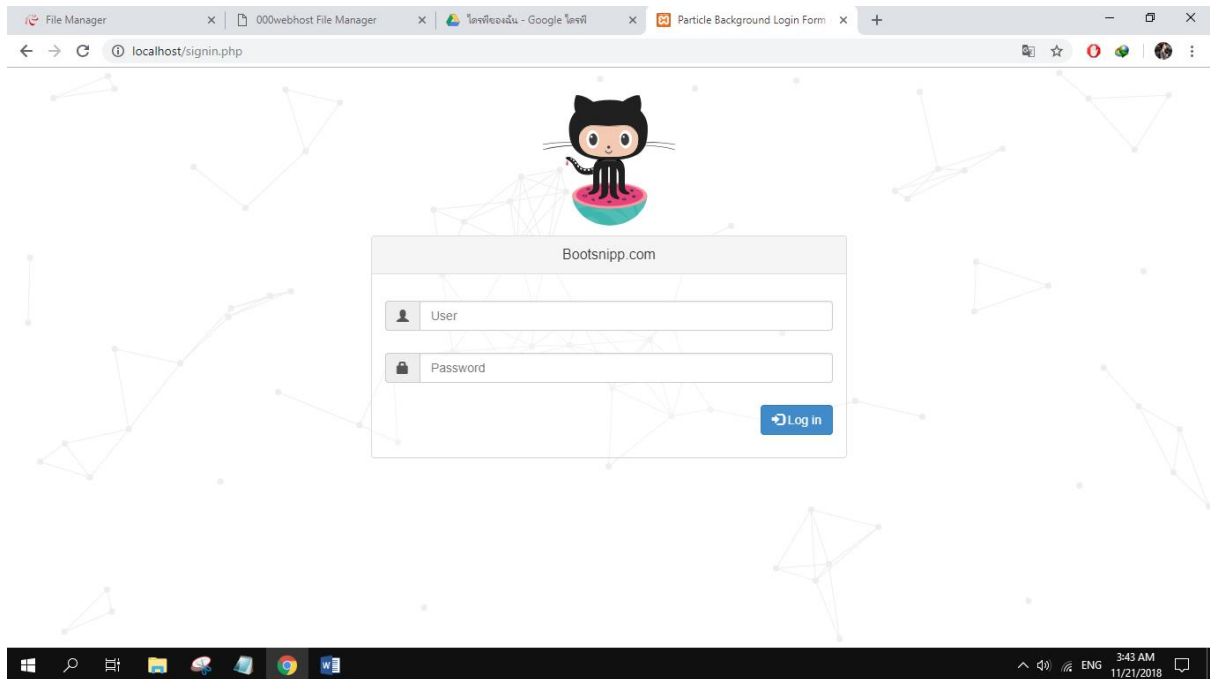 File Manager
000webhost File Manager
ไดรฟ์ของฉัน - Google ไดรฟ์
Particle Background Login Form
localhost/signin.php
Bootsnipp.com
User
Password
Log in
ENG
3:43 AM
11/21/2018